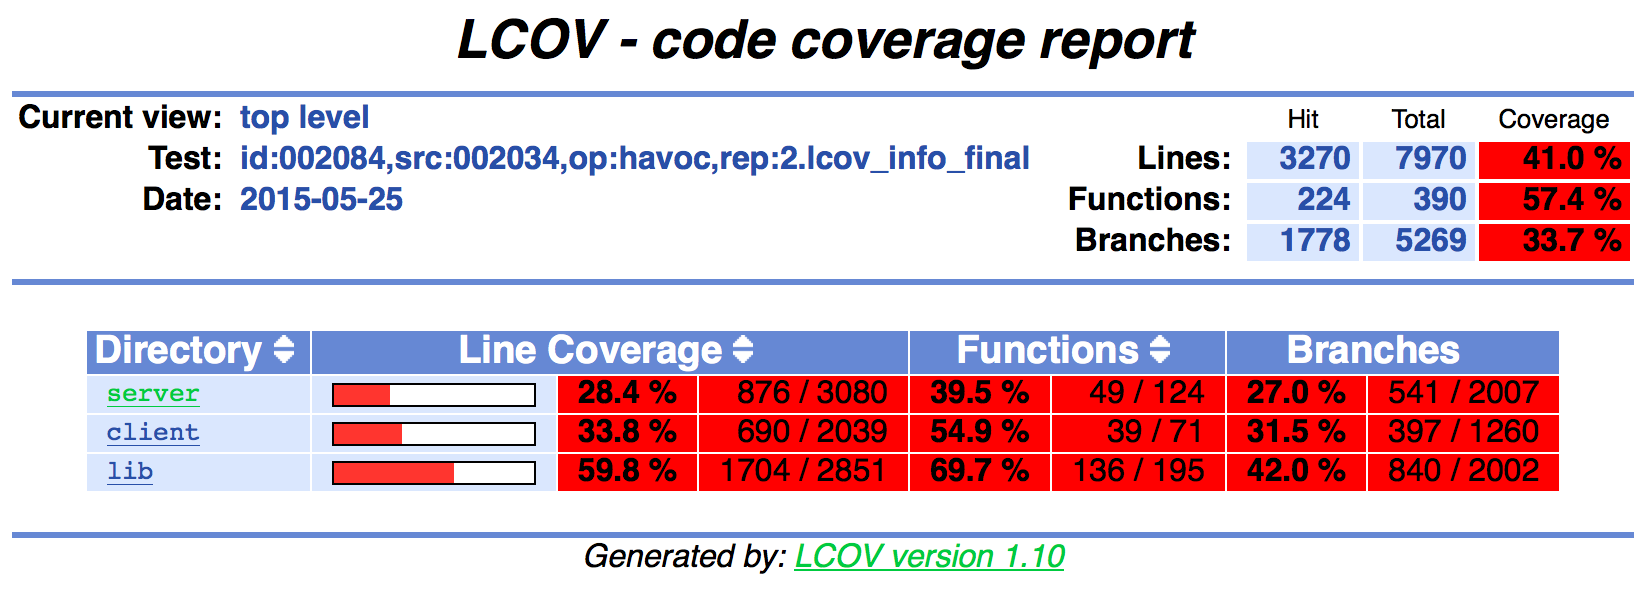 LCOV - code coverage report
Current view: top level
Hit Total Coverage
Test: id:002084,src:002034,op:havoc,rep:2.lcov_info_final Lines: 3270 7970 41.0 %
Date: 2015-05-25 Functions: 224 390 57.4 %
Branches: 1778 5269 33.7 %
Directory Line Coverage Functions Branches
server 28.4 % 876 / 3080 39.5 % 49 / 124 27.0 % 541 / 2007
client 33.8 % 690 / 2039 54.9 % 39 / 71 31.5 % 397 / 1260
lib 59.8 % 1704 / 2851 69.7 % 136 / 195 42.0 % 840 / 2002
Generated by: LCOV version 1.10